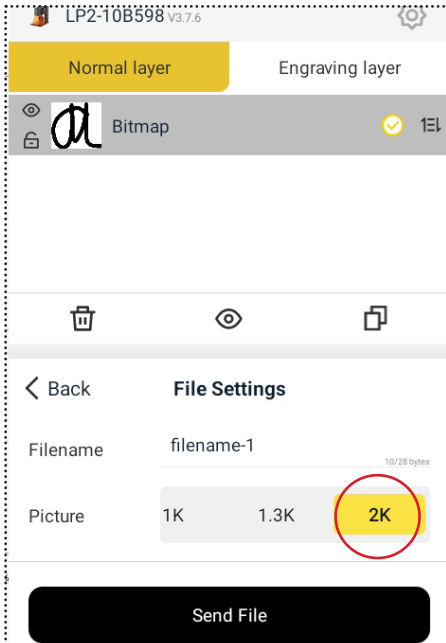 LP2-10B598 V3.7.6
Normal layer Engraving layer
Bitmap
Back File Settings
Filename filename-1
10/28 bytes
Picture 1K 1.3K 2K
Send File